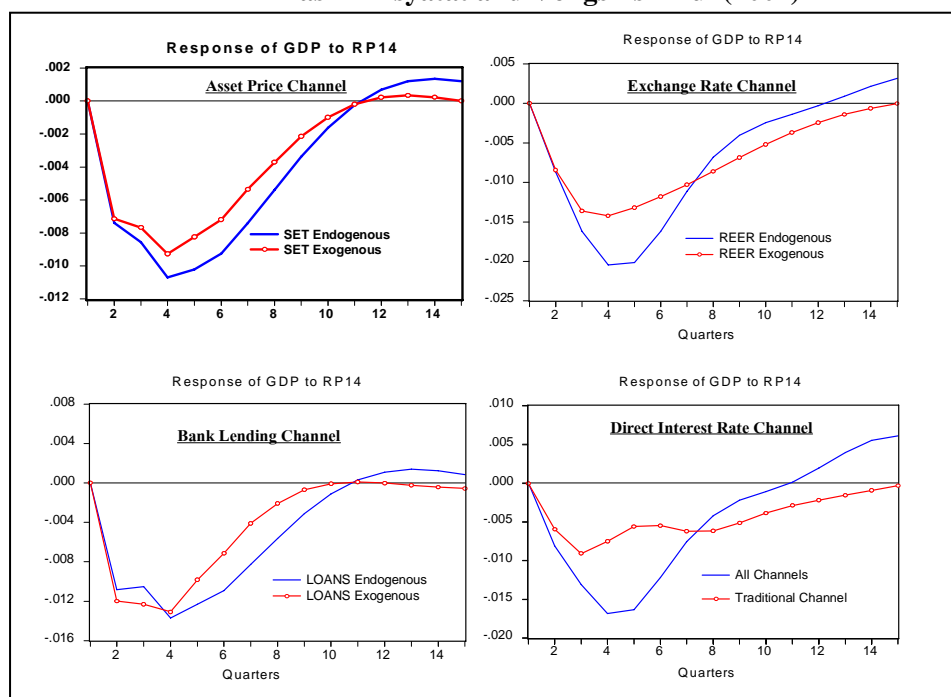 Response of GDP to RP14
Asset Price Channel
.002
.000
-.002
-.004
-.006
-.008
-.010
-.012
SET Endogenous
SET Exogenous
2 4 6 8 10 12 14
Response of GDP to RP14
Exchange Rate Channel
.005
.000
-.005
-.010
-.015
-.020
-.025
REER Endogenous
REER Exogenous
2 4 6 8 10 12 14
Quarters
Response of GDP to RP14
Bank Lending Channel
.008
.004
.000
-.004
-.008
-.012
-.016
LOANS Endogenous
LOANS Exogenous
2 4 6 8 10 12 14
Quarters
Response of GDP to RP14
Direct Interest Rate Channel
.010
.005
.000
-.005
-.010
-.015
-.020
All Channels
Traditional Channel
2 4 6 8 10 12 14
Quarters